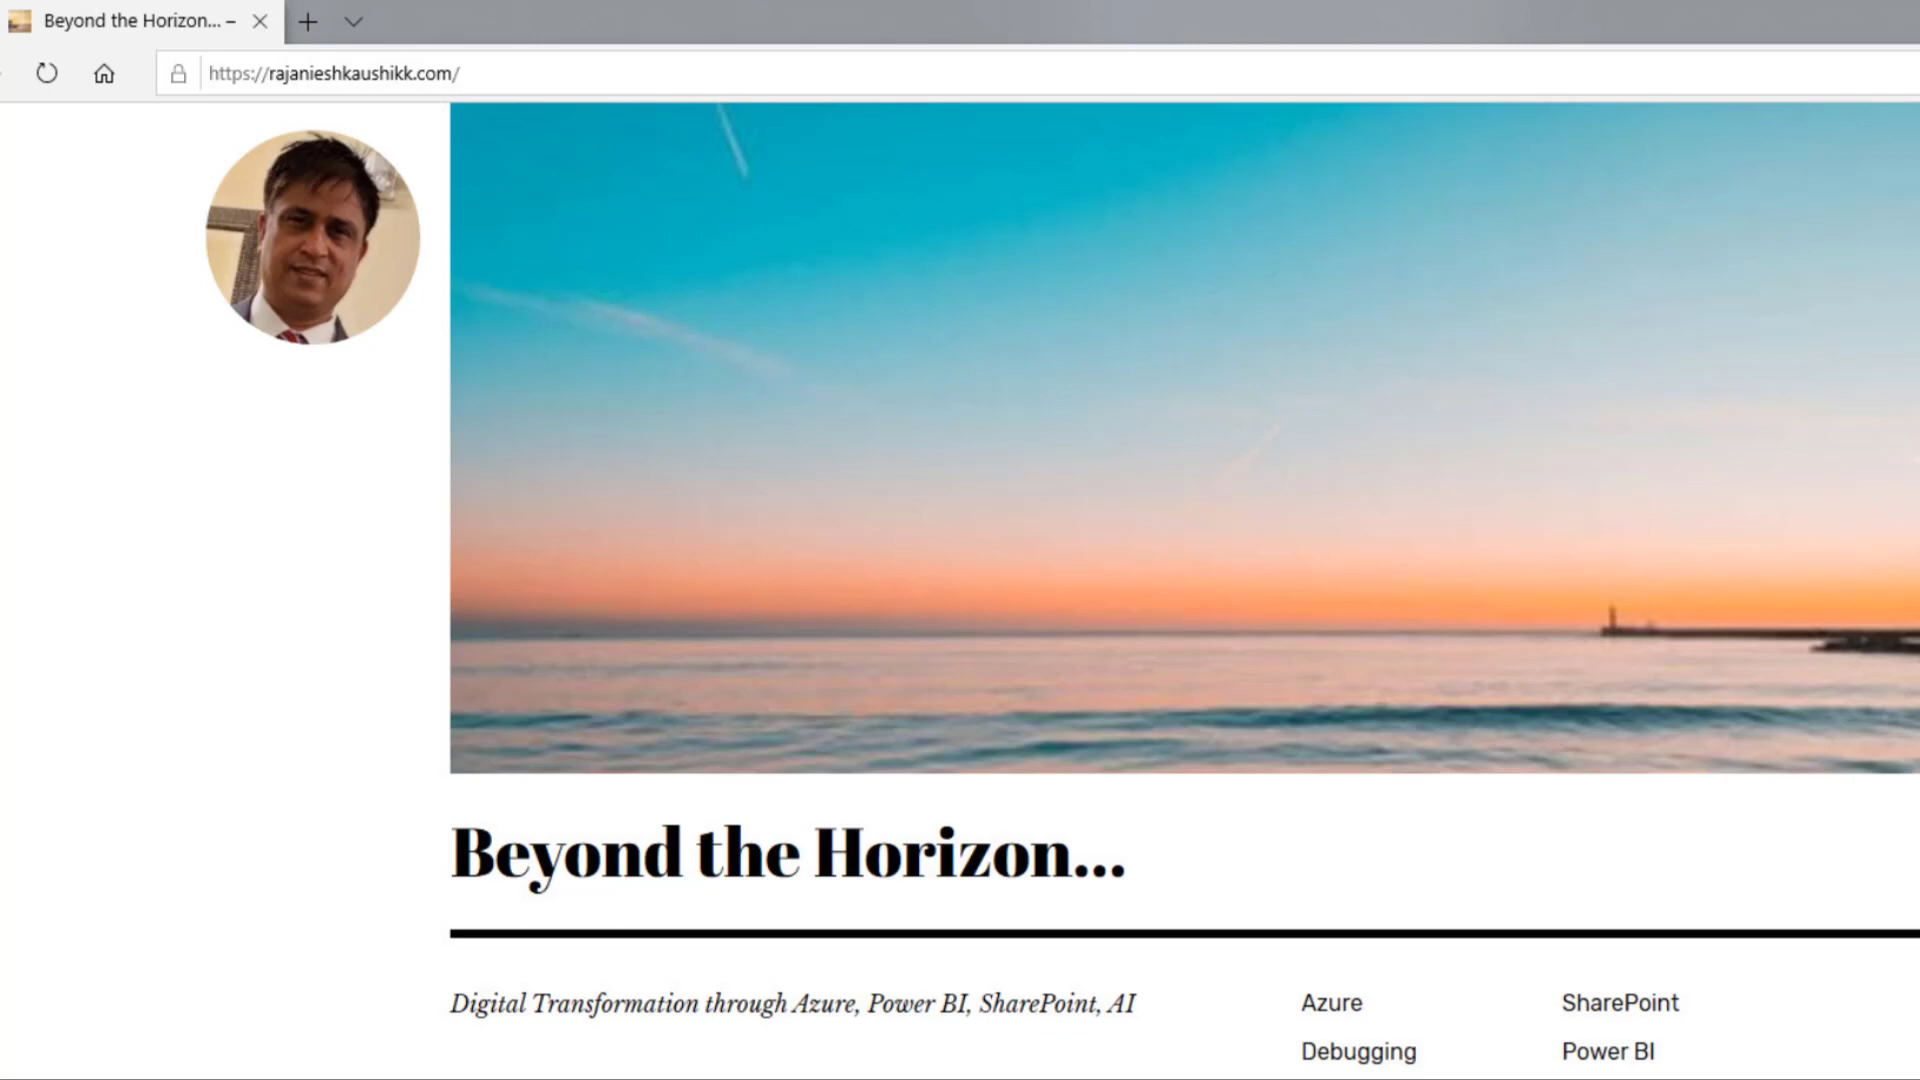 Beyond the Horizon... –
https://rajanieshkaushikk.com/
Beyond the Horizon...
Digital Transformation through Azure, Power BI, SharePoint, AI
Azure
SharePoint
Debugging
Power BI